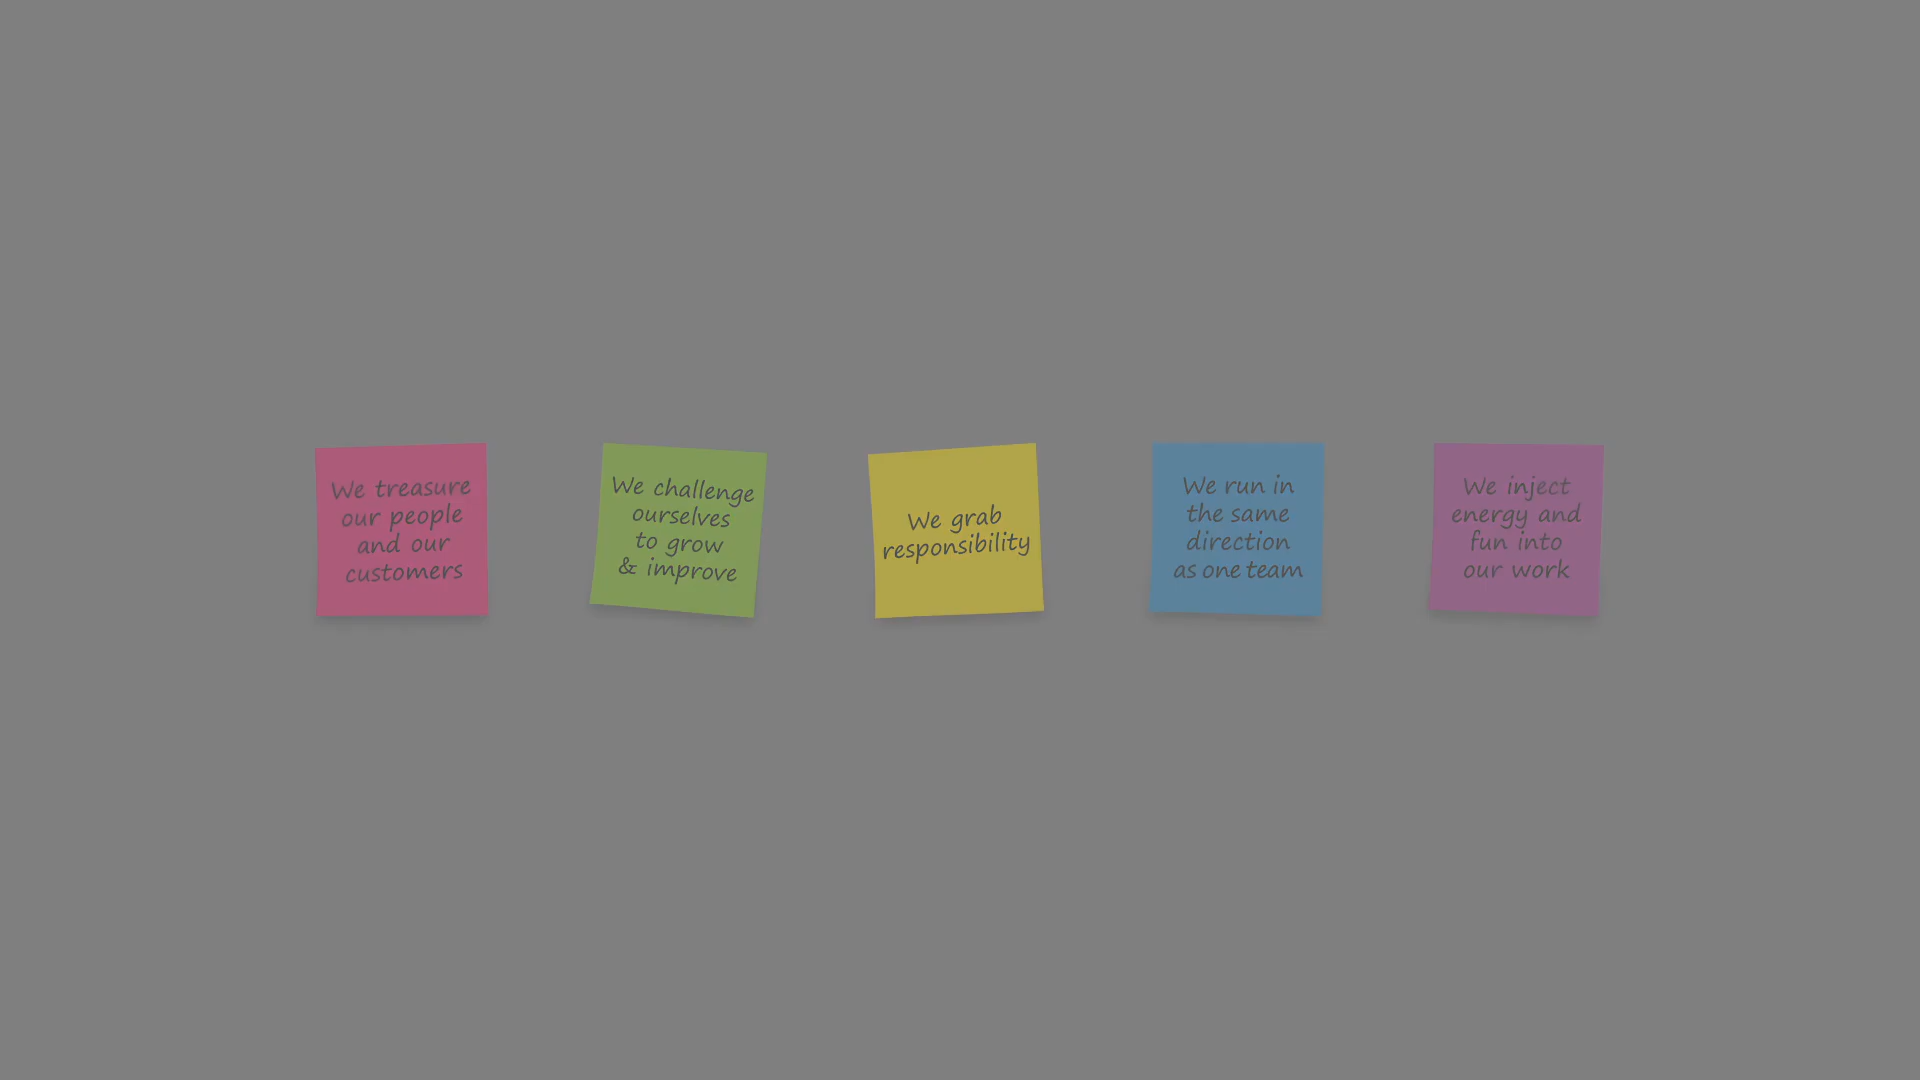 We treasure
our people
and our
customers
We challenge
ourselves
to grow
& improve
We grab
responsibility
We run in
the same
direction
as one team
We inject
energy and
fun into
our work